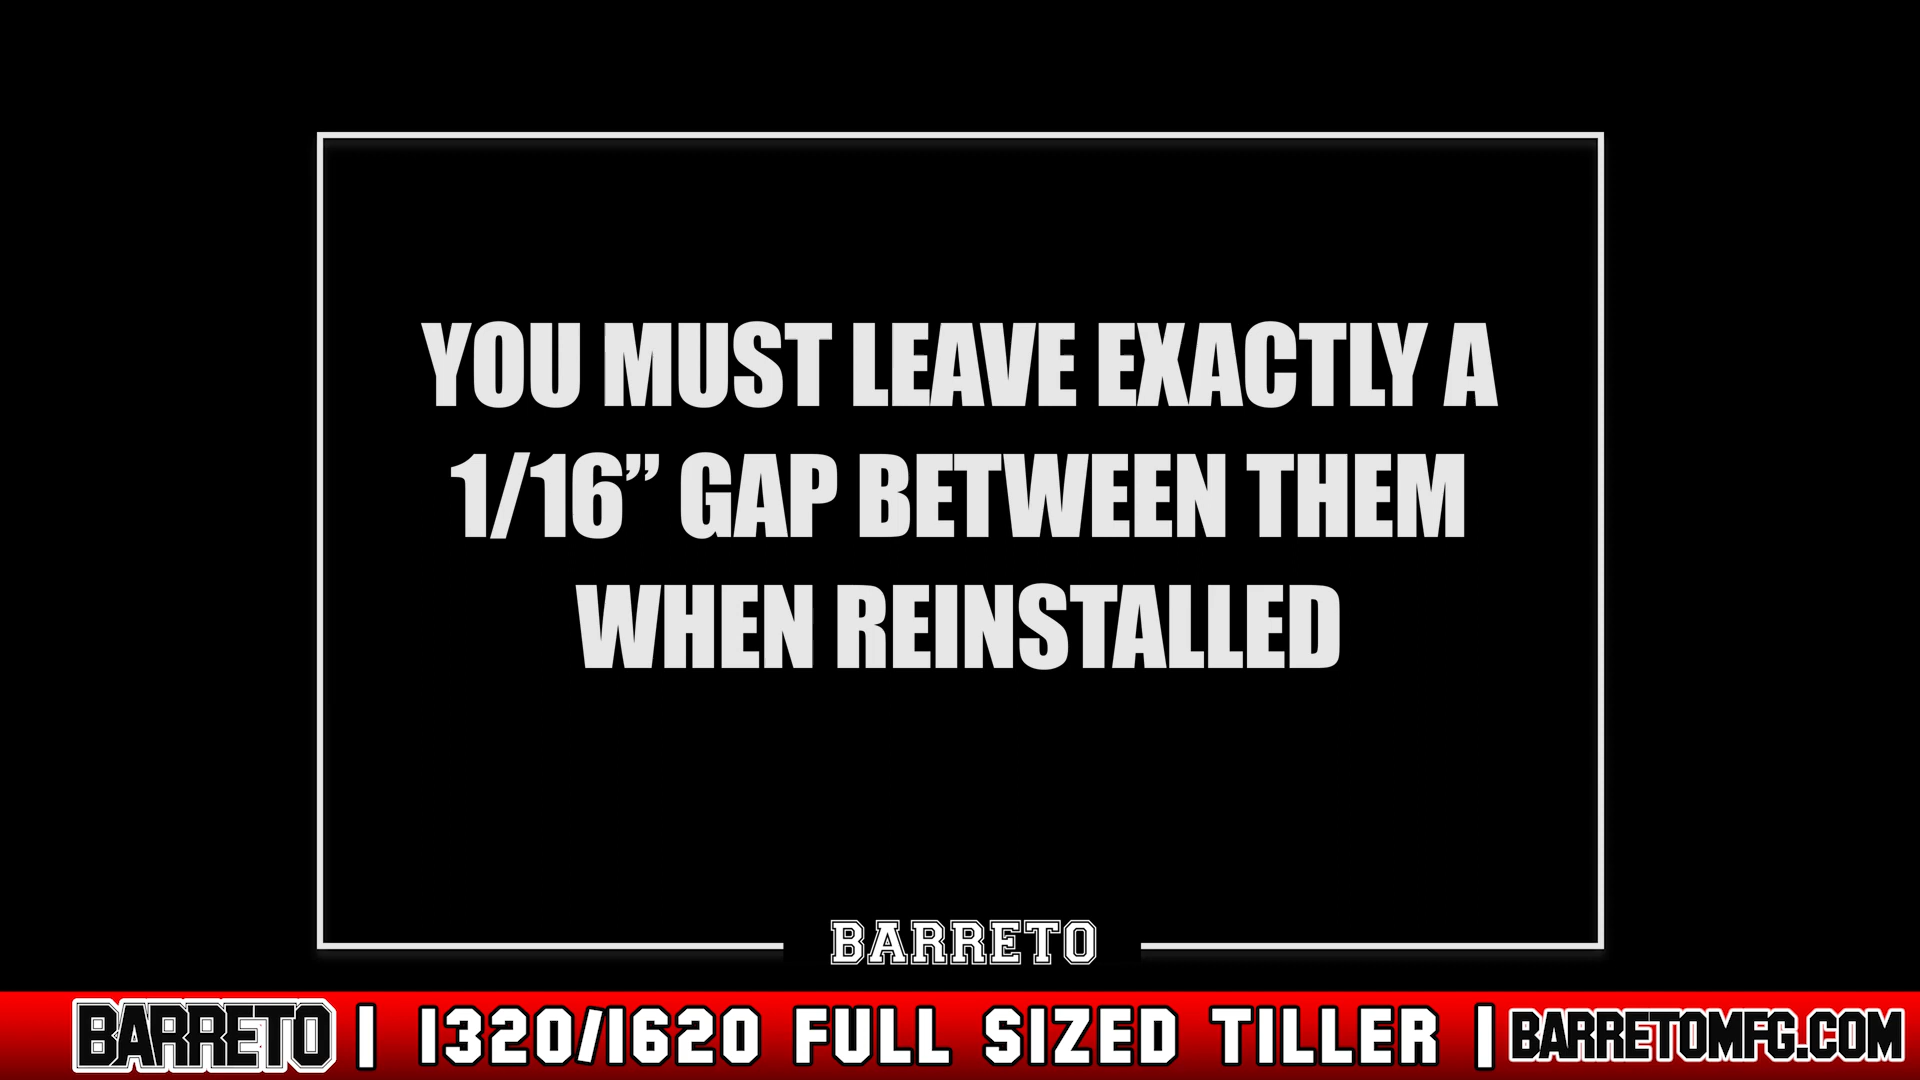 YOU MUST LEAVE EXACTLY A
1/16” GAP BETWEEN THEM
WHEN REINSTALLED
BARRETO
BARRETO | 1320/1620 FULL SIZED TILLER | BARRETOMFG.COM